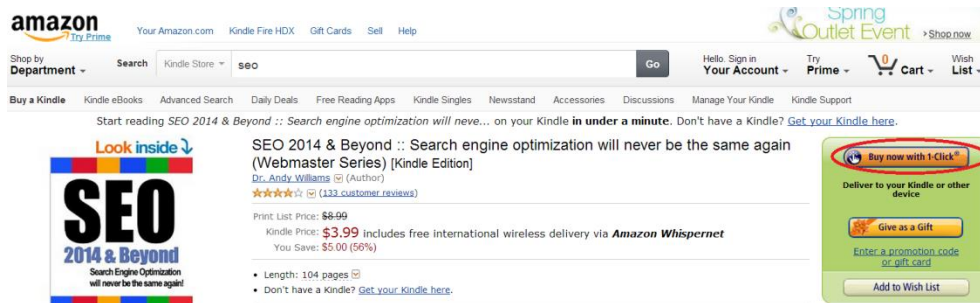 amazon
Try Prime
Your Amazon.com Kindle Fire HDX Gift Cards Sell Help
Spring
Outlet Event › Shop now
Shop by
Department
Search Kindle Store seo Go
Hello. Sign in
Your Account
Try
Prime
0
Cart
Wish
List
Buy a Kindle Kindle eBooks Advanced Search Daily Deals Free Reading Apps Kindle Singles Newsstand Accessories Discussions Manage Your Kindle Kindle Support
Start reading SEO 2014 & Beyond :: Search engine optimization will neve... on your Kindle in under a minute. Don't have a Kindle? Get your Kindle here.
Look inside
SEO
2014 & Beyond
Search Engine Optimization
will never be the same again!
SEO 2014 & Beyond :: Search engine optimization will never be the same again
(Webmaster Series) [Kindle Edition]
Dr. Andy Williams (Author)
(133 customer reviews)
Print List Price: $8.99
Kindle Price: $3.99 includes free international wireless delivery via Amazon Whispernet
You Save: $5.00 (56%)
• Length: 104 pages
• Don't have a Kindle? Get your Kindle here.
Buy now with 1-Click®
Deliver to your Kindle or other
device
Give as a Gift
Enter a promotion code
or gift card
Add to Wish List